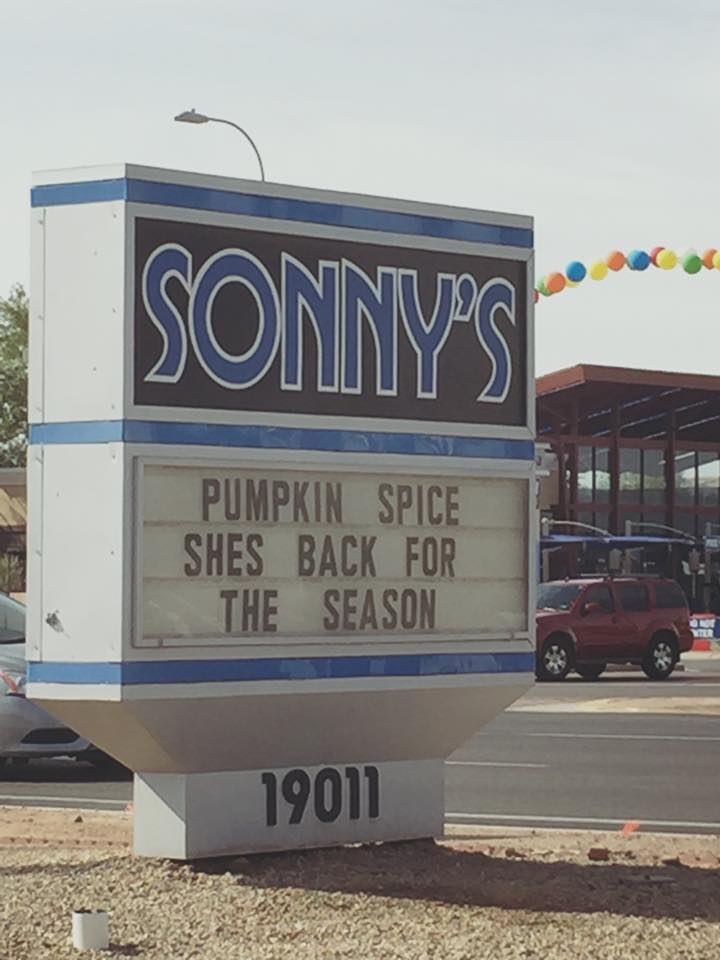 SONNY'S
PUMPKIN SPICE
SHES BACK FOR
THE SEASON
19011